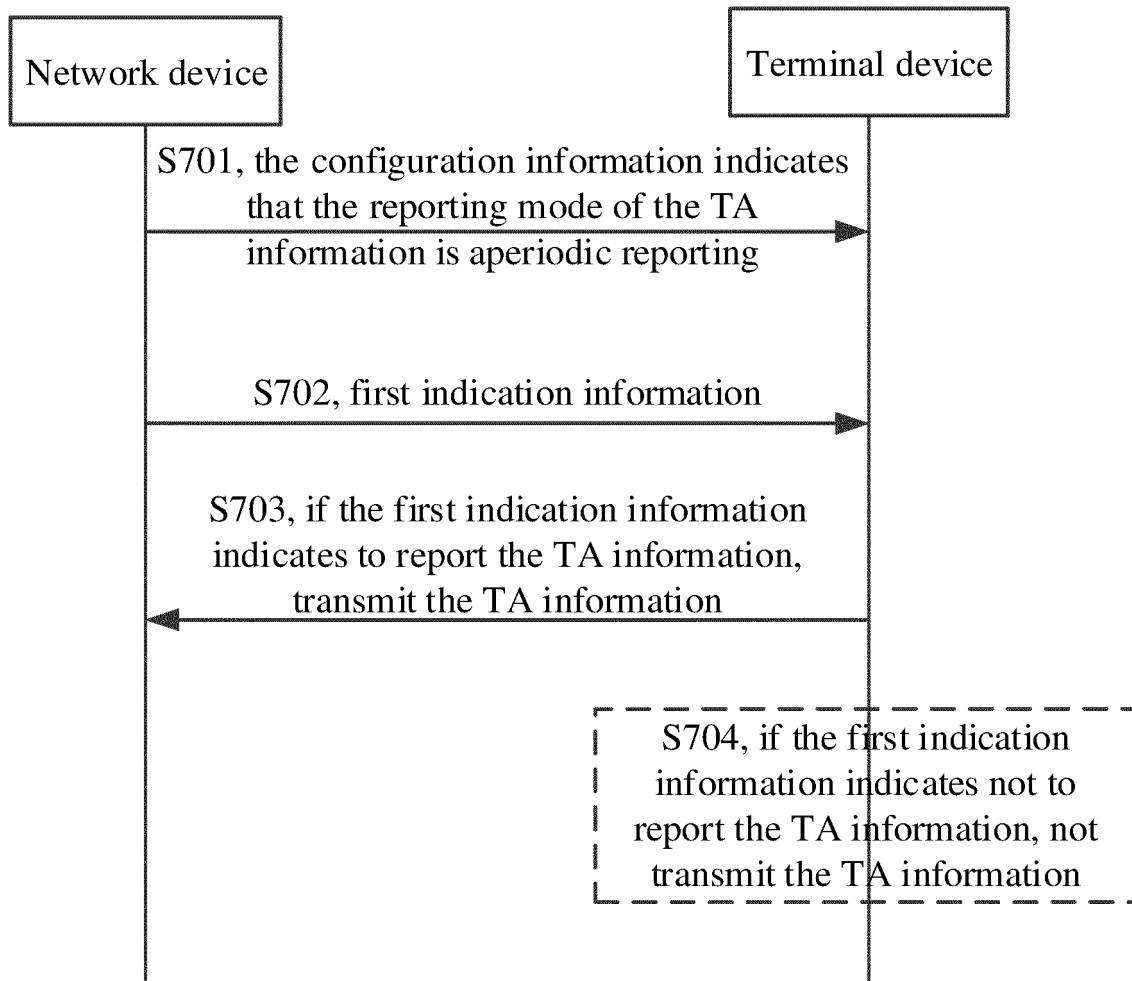 Network device
Terminal device
S701, the configuration information indicates
that the reporting mode of the TA
information is aperiodic reporting
S702, first indication information
S703, if the first indication information
indicates to report the TA information,
transmit the TA information
S704, if the first indication
information indicates not to
report the TA information, not
transmit the TA information